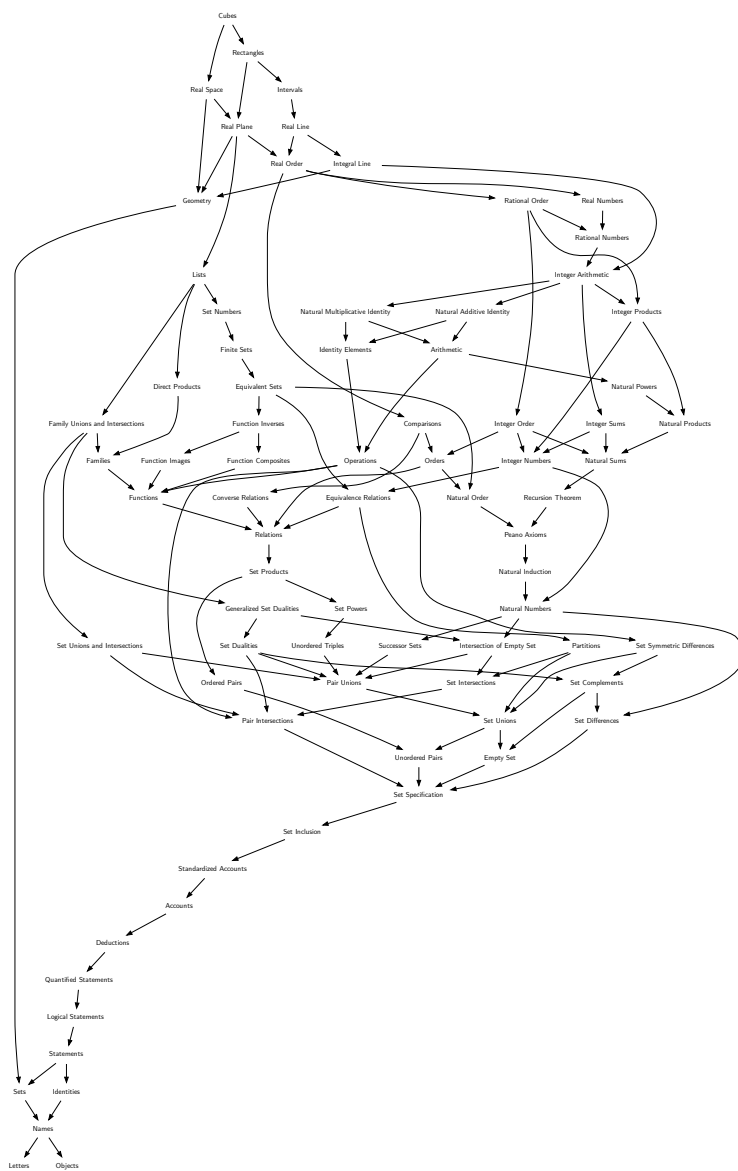 Cubes
Rectangles
Real Space Intervals
Real Plane Real Line
Real Order Integral Line
Geometry Rational Order Real Numbers
Rational Numbers
Lists Integer Arithmetic
Set Numbers Natural Multiplicative Identity Natural Additive Identity Integer Products
Finite Sets Identity Elements Arithmetic
Direct Products Equivalent Sets Natural Powers
Family Unions and Intersections Function Inverses Comparisons Integer Order Integer Sums Natural Products
Families Function Images Function Composites Operations Orders Integer Numbers Natural Sums
Functions Converse Relations Equivalence Relations Natural Order Recursion Theorem
Relations Peano Axioms
Set Products Natural Induction
Generalized Set Dualities Set Powers Natural Numbers
Set Unions and Intersections Set Dualities Unordered Triples Successor Sets Intersection of Empty Set Partitions Set Symmetric Differences
Ordered Pairs Pair Unions Set Intersections Set Complements
Pair Intersections Set Unions Set Differences
Unordered Pairs Empty Set
Set Specification
Set Inclusion
Standardized Accounts
Accounts
Deductions
Quantified Statements
Logical Statements
Statements
Sets Identities
Names
Letters Objects